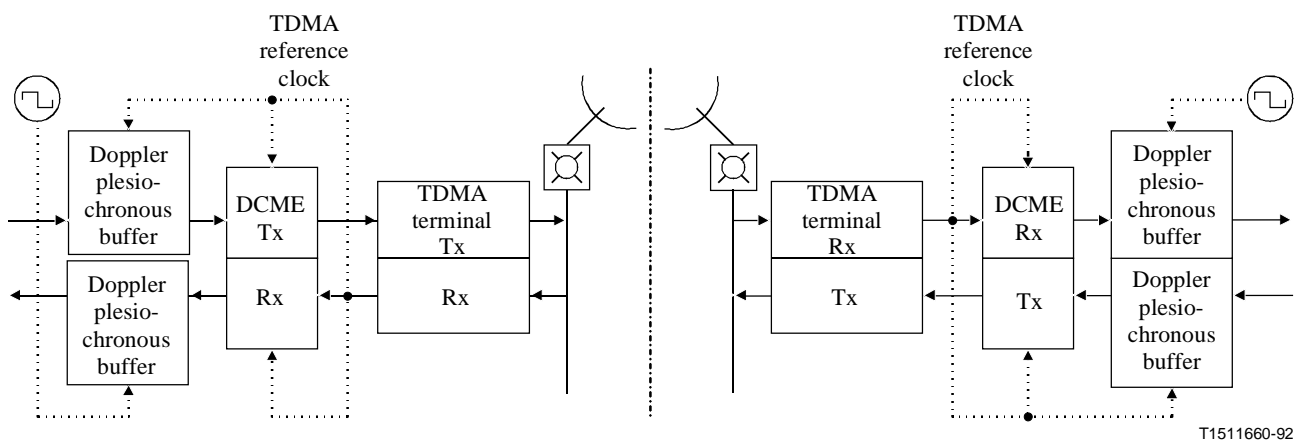 TDMA
reference
clock
TDMA
reference
clock
Doppler
plesio-
chronous
buffer
DCME
Tx
TDMA
terminal
Tx
TDMA
terminal
Rx
DCME
Rx
Doppler
plesio-
chronous
buffer
Doppler
plesio-
chronous
buffer
Rx
Rx
Tx
Tx
Doppler
plesio-
chronous
buffer
T1511660-92